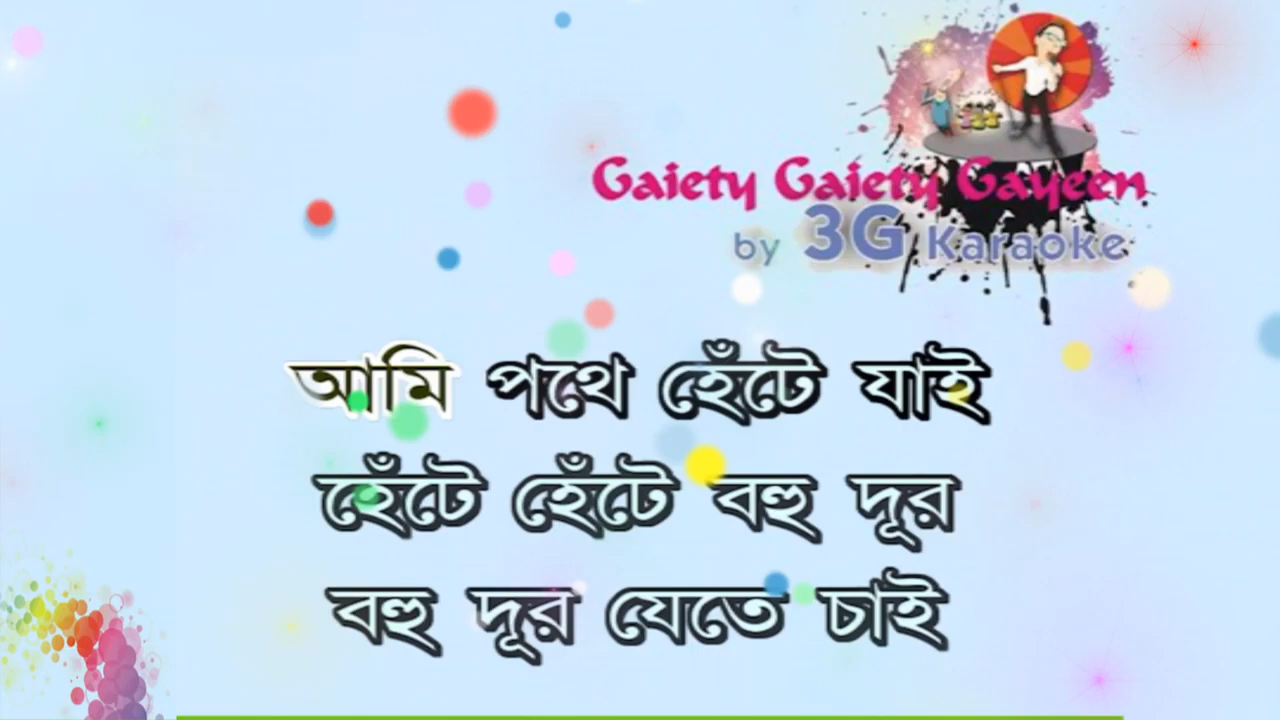 Gaiety Gaiety Gayeen
by 3G Karaoke
আমি পথে হেঁটে যাই
হেঁটে হেঁটে বহু দূর
বহু দূর যেতে চাই